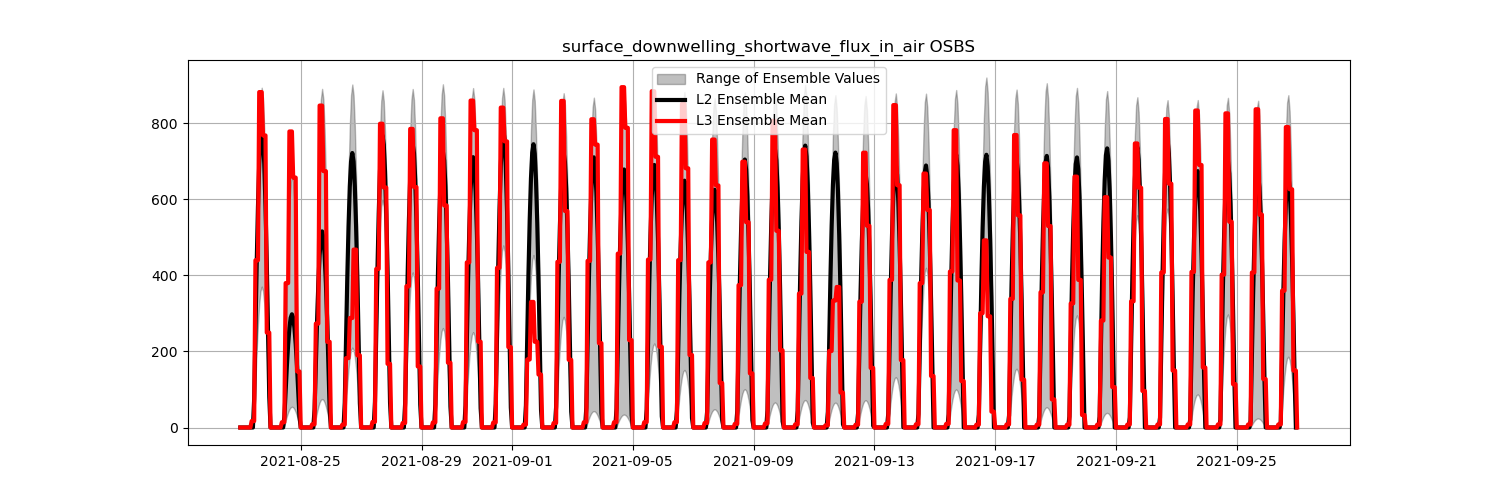 surface_downwelling_shortwave_flux_in_air OSBS
Range of Ensemble Values
L2 Ensemble Mean
L3 Ensemble Mean
800
600
400
200
0
2021-08-25 2021-08-29 2021-09-01 2021-09-05 2021-09-09 2021-09-13 2021-09-17 2021-09-21 2021-09-25